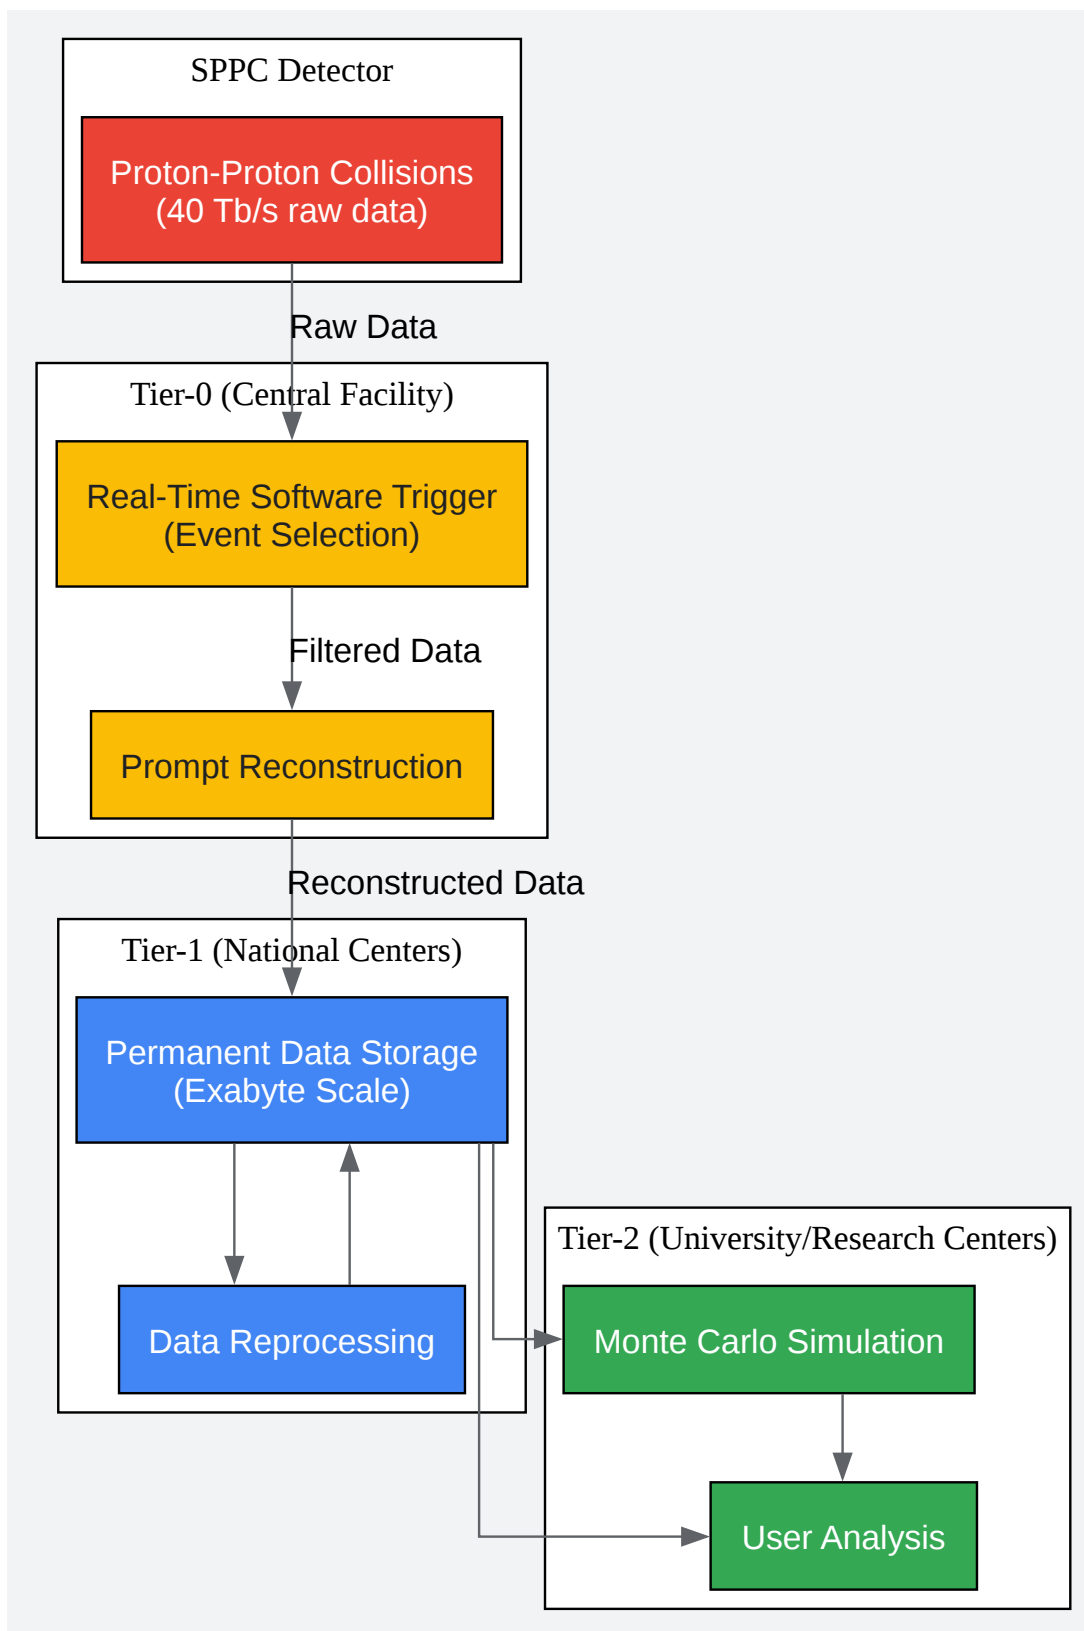 SPPC Detector
Proton-Proton Collisions
(40 Tb/s raw data)
Raw Data
Tier-0 (Central Facility)
Real-Time Software Trigger
(Event Selection)
Filtered Data
Prompt Reconstruction
Reconstructed Data
Tier-1 (National Centers)
Permanent Data Storage
(Exabyte Scale)
Data Reprocessing
Tier-2 (University/Research Centers)
Monte Carlo Simulation
User Analysis